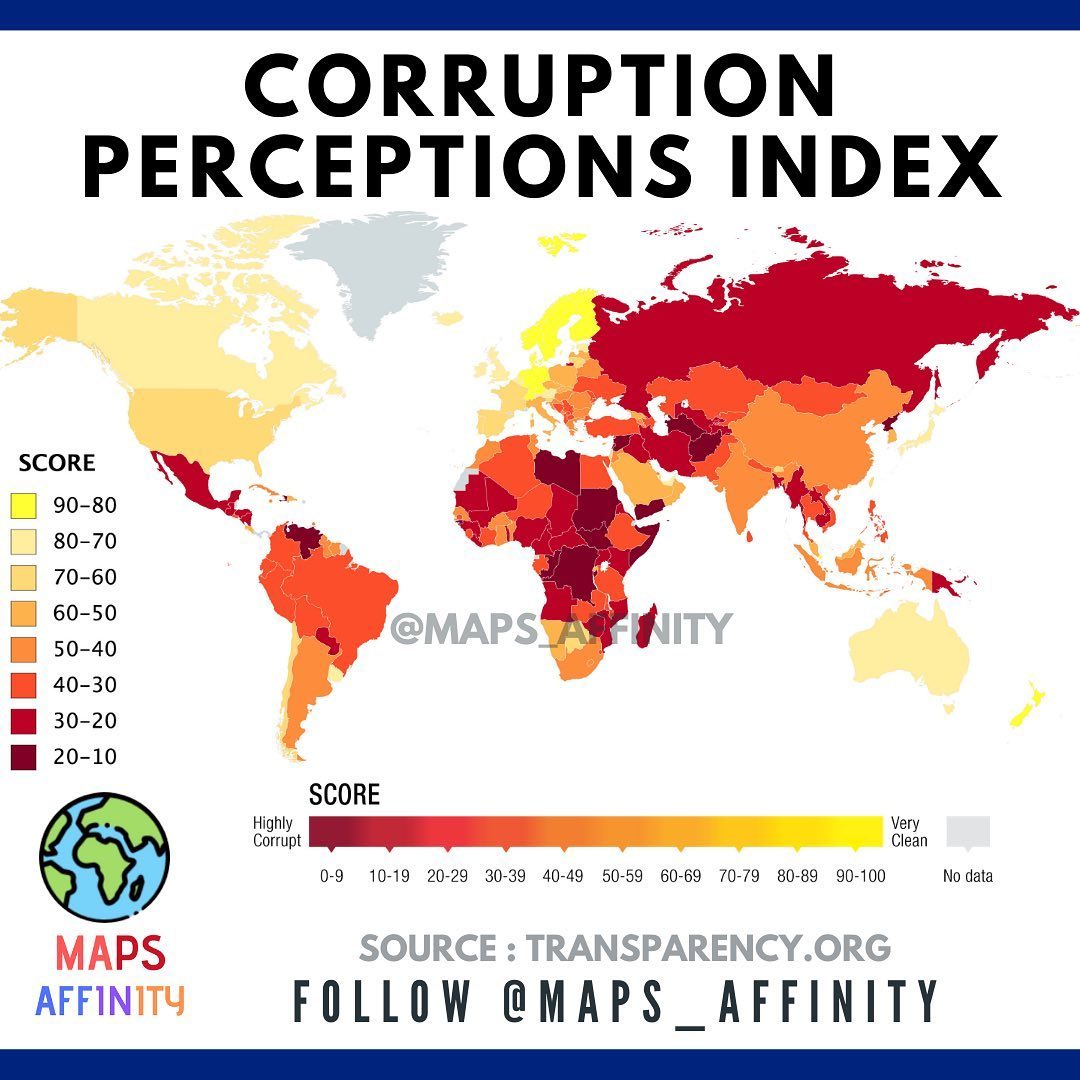 CORRUPTION
PERCEPTIONS INDEX
SCORE
90-80
80-70
70-60
60-50
50-40
40-30
30-20
20-10
@MAPS_AFFINITY
SCORE
Highly
Corrupt
Very
Clean
0-9 10-19 20-29 30-39 40-49 50-59 60-69 70-79 80-89 90-100 No data
MAPS
AFFINITY
SOURCE : TRANSPARENCY.ORG
FOLLOW @MAPS_AFFINITY